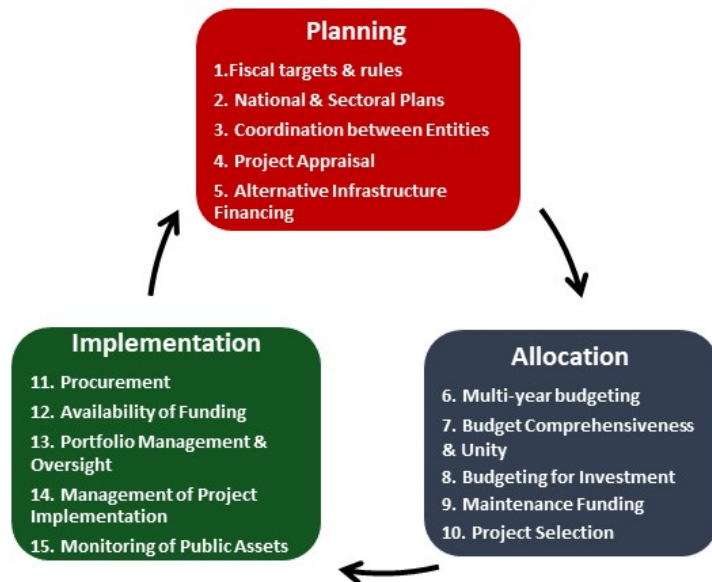 Planning
1.Fiscal targets & rules
2. National & Sectoral Plans
3. Coordination between Entities
4. Project Appraisal
5. Alternative Infrastructure
Financing
Implementation
11. Procurement
12. Availability of Funding
13. Portfolio Management &
Oversight
14. Management of Project
Implementation
15. Monitoring of Public Assets
Allocation
6. Multi-year budgeting
7. Budget Comprehensiveness
& Unity
8. Budgeting for Investment
9. Maintenance Funding
10. Project Selection